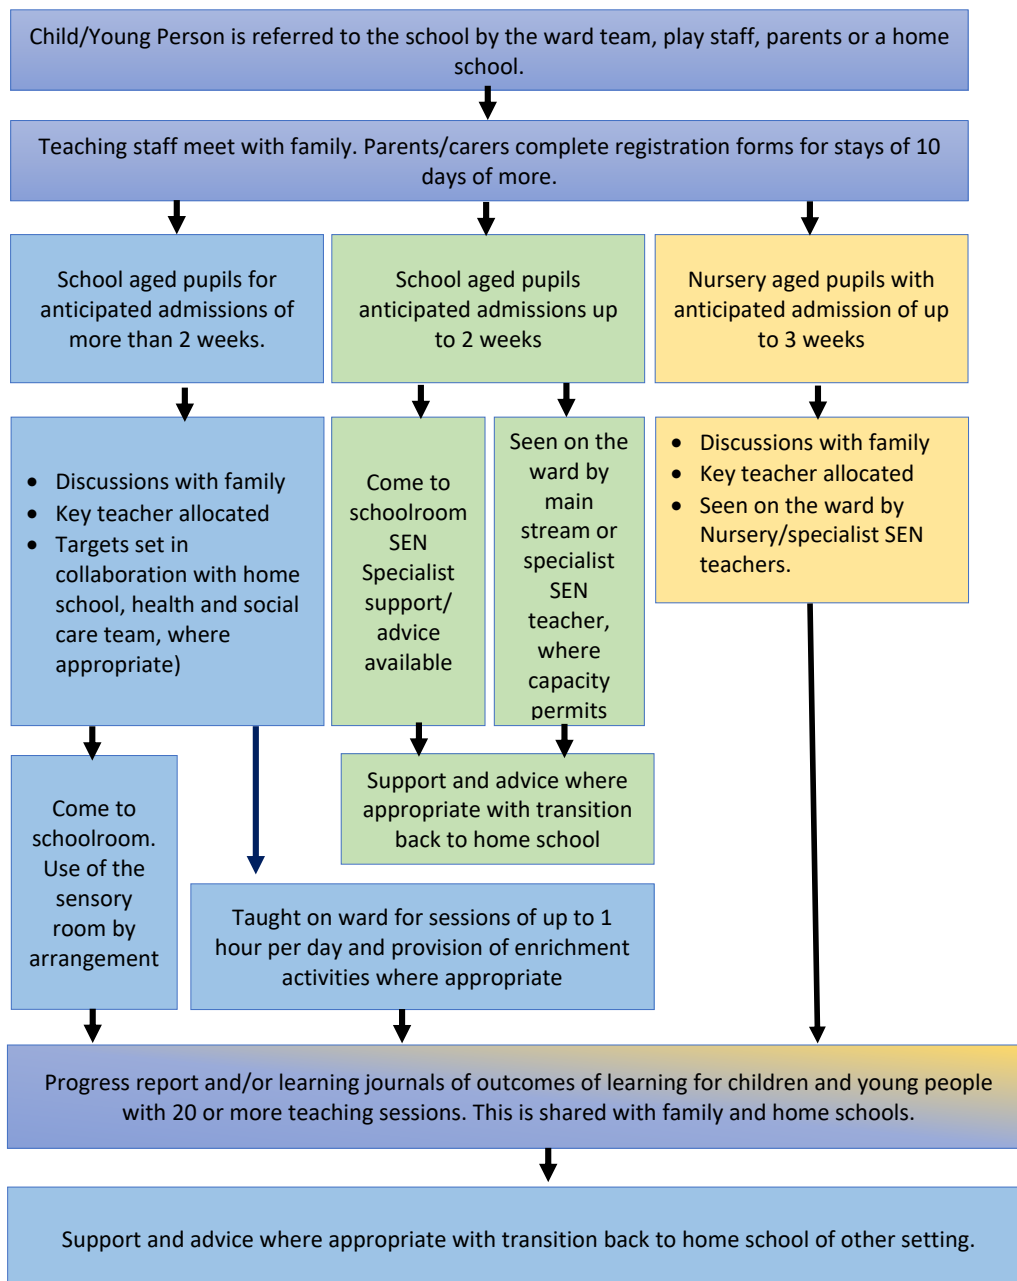 Child/Young Person is referred to the school by the ward team, play staff, parents or a home
school.
Teaching staff meet with family. Parents/carers complete registration forms for stays of 10
days of more.
School aged pupils for
anticipated admissions of
more than 2 weeks.
School aged pupils
anticipated admissions up
to 2 weeks
Nursery aged pupils with
anticipated admission of up
to 3 weeks
• Discussions with family
• Key teacher allocated
• Targets set in
collaboration with home
school, health and social
care team, where
appropriate)
Come to
schoolroom
SEN
Specialist
support/
advice
available
Seen on the
ward by
main
stream or
specialist
SEN
teacher,
where
capacity
permits
• Discussions with family
• Key teacher allocated
• Seen on the ward by
Nursery/specialist SEN
teachers.
Come to
schoolroom.
Use of the
sensory
room by
arrangement
Support and advice where
appropriate with transition
back to home school
Taught on ward for sessions of up to 1
hour per day and provision of enrichment
activities where appropriate
Progress report and/or learning journals of outcomes of learning for children and young people
with 20 or more teaching sessions. This is shared with family and home schools.
Support and advice where appropriate with transition back to home school of other setting.